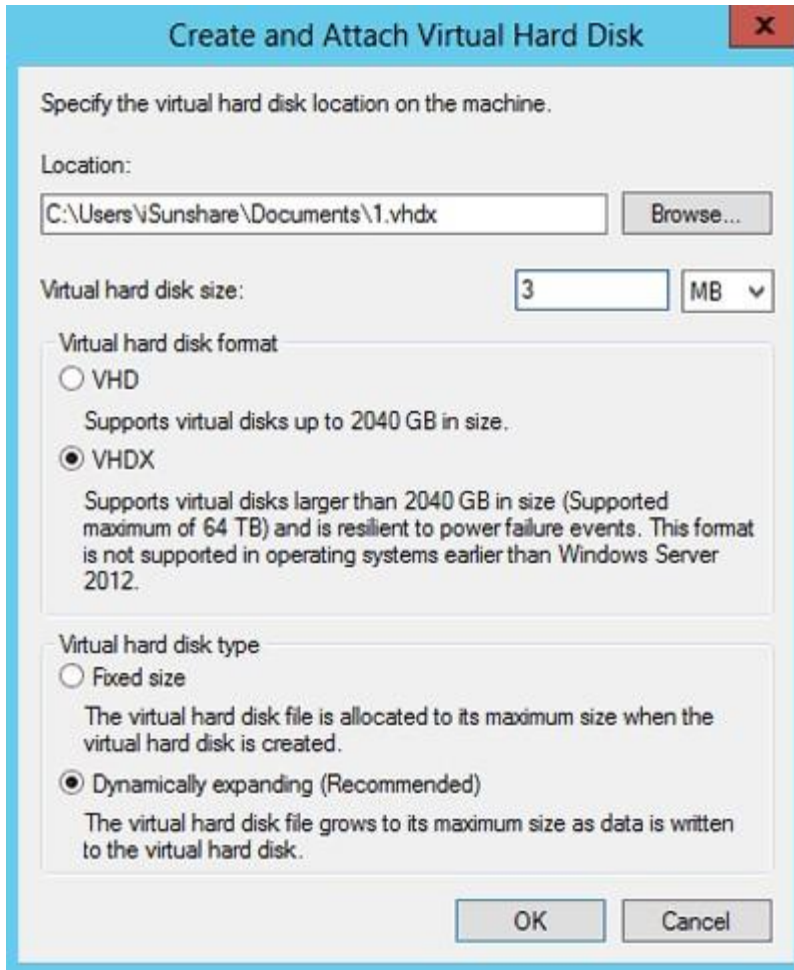 Create and Attach Virtual Hard Disk
Specify the virtual hard disk location on the machine.
Location:
C:\Users\iSunshare\Documents\1.vhdx
Browse...
Virtual hard disk size:
3
MB
Virtual hard disk format
VHD
Supports virtual disks up to 2040 GB in size.
VHDX
Supports virtual disks larger than 2040 GB in size (Supported
maximum of 64 TB) and is resilient to power failure events. This format
is not supported in operating systems earlier than Windows Server
2012.
Virtual hard disk type
Fixed size
The virtual hard disk file is allocated to its maximum size when the
virtual hard disk is created.
Dynamically expanding (Recommended)
The virtual hard disk file grows to its maximum size as data is written
to the virtual hard disk.
OK
Cancel